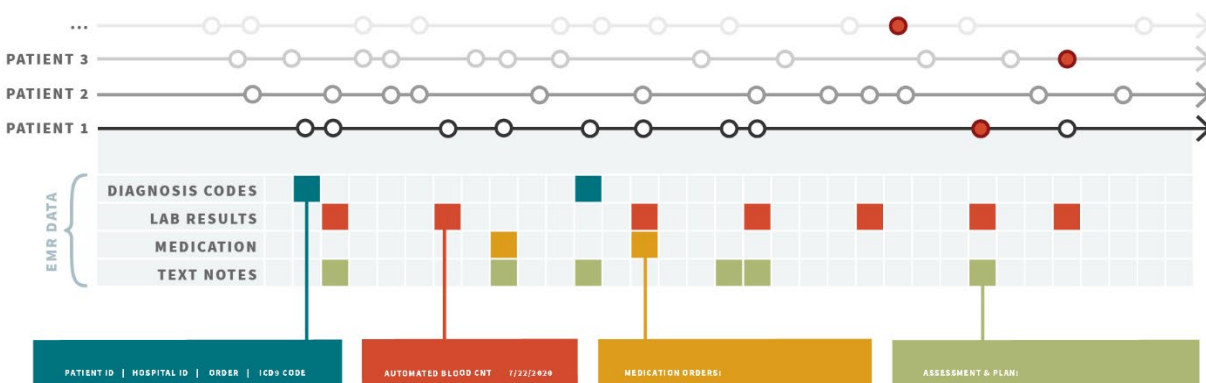 ...
PATIENT 3
PATIENT 2
PATIENT 1
EMR DATA
DIAGNOSIS CODES
LAB RESULTS
MEDICATION
TEXT NOTES
PATIENT ID | HOSPITAL ID | ORDER | ICD9 CODE
AUTOMATED BLOOD CNT 7/22/2020
MEDICATION ORDERS:
ASSESSMENT & PLAN: